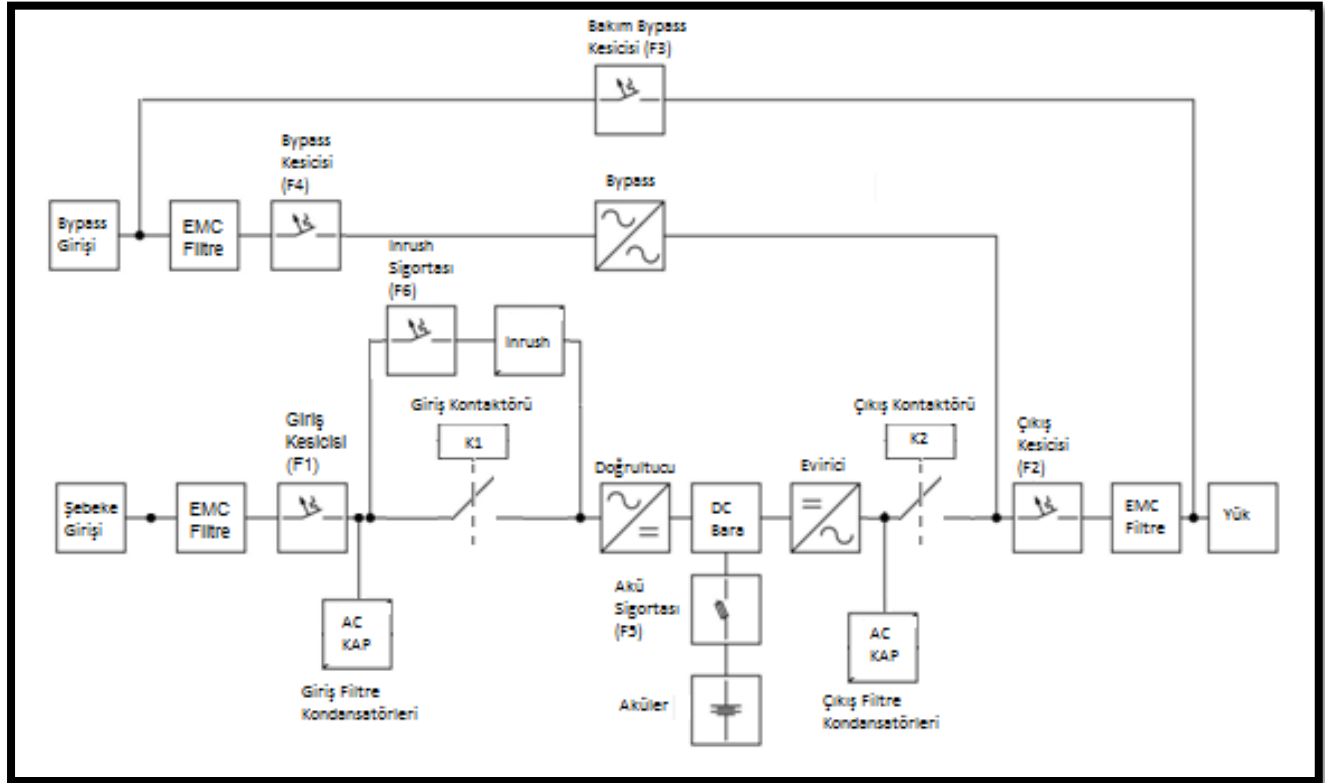 Bakım Bypass
Kesicisi (F3)
Bypass
Kesicisi
(F4)
Bypass
Bypass
Girişi
EMC
Filtre
Inrush
Sigortası
(F6)
Inrush
Giriş
Kesicisi
(F1)
Giriş Kontaktörü
K1
Çıkış Kontaktörü
K2
Çıkış
Kesicisi
(F2)
Doğrultucu
Evirici
Şebeke
Girişi
EMC
Filtre
DC
Bara
EMC
Filtre
Yük
Akü
Sigortası
(F5)
AC
KAP
AC
KAP
Giriş Filtre
Kondansatörleri
Aküler
Çıkış Filtre
Kondansatörleri